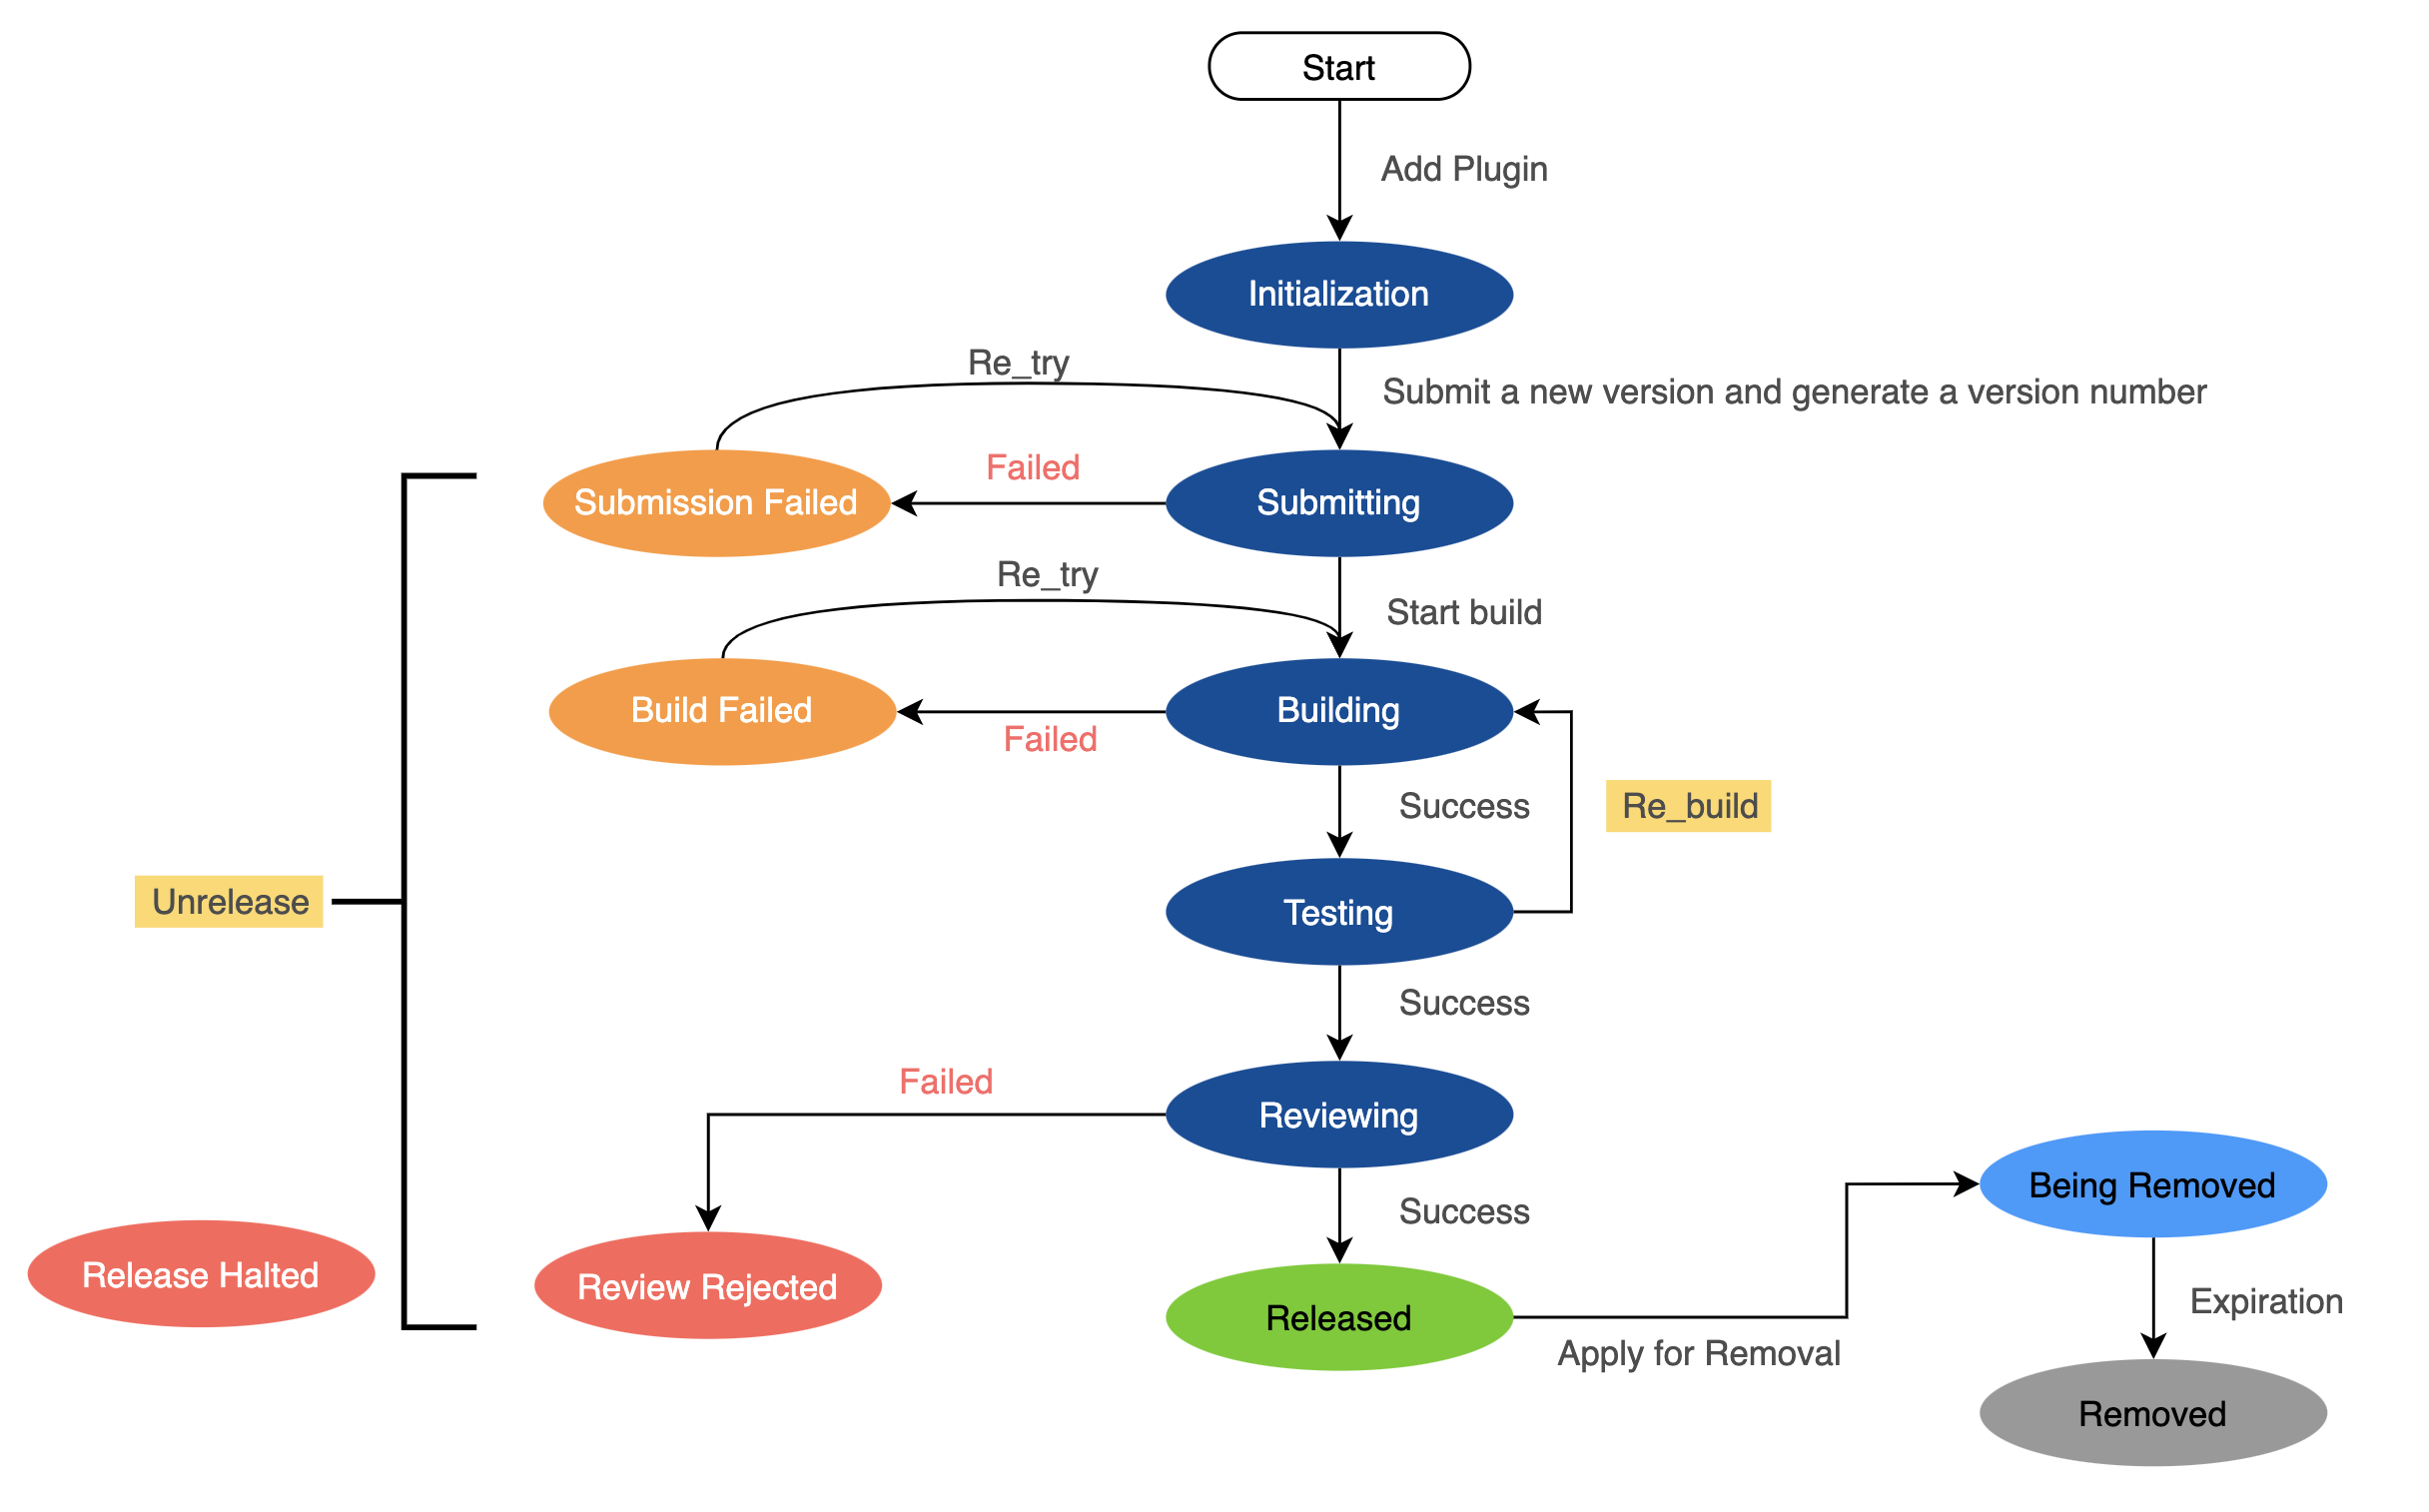 Start
Add Plugin
Initialization
Re_try
Submit a new version and generate a version number
Failed
Submission Failed
Submitting
Re_try
Start build
Build Failed
Building
Failed
Success
Re_build
Unrelease
Testing
Success
Failed
Reviewing
Being Removed
Success
Release Halted
Review Rejected
Released
Expiration
Apply for Removal
Removed